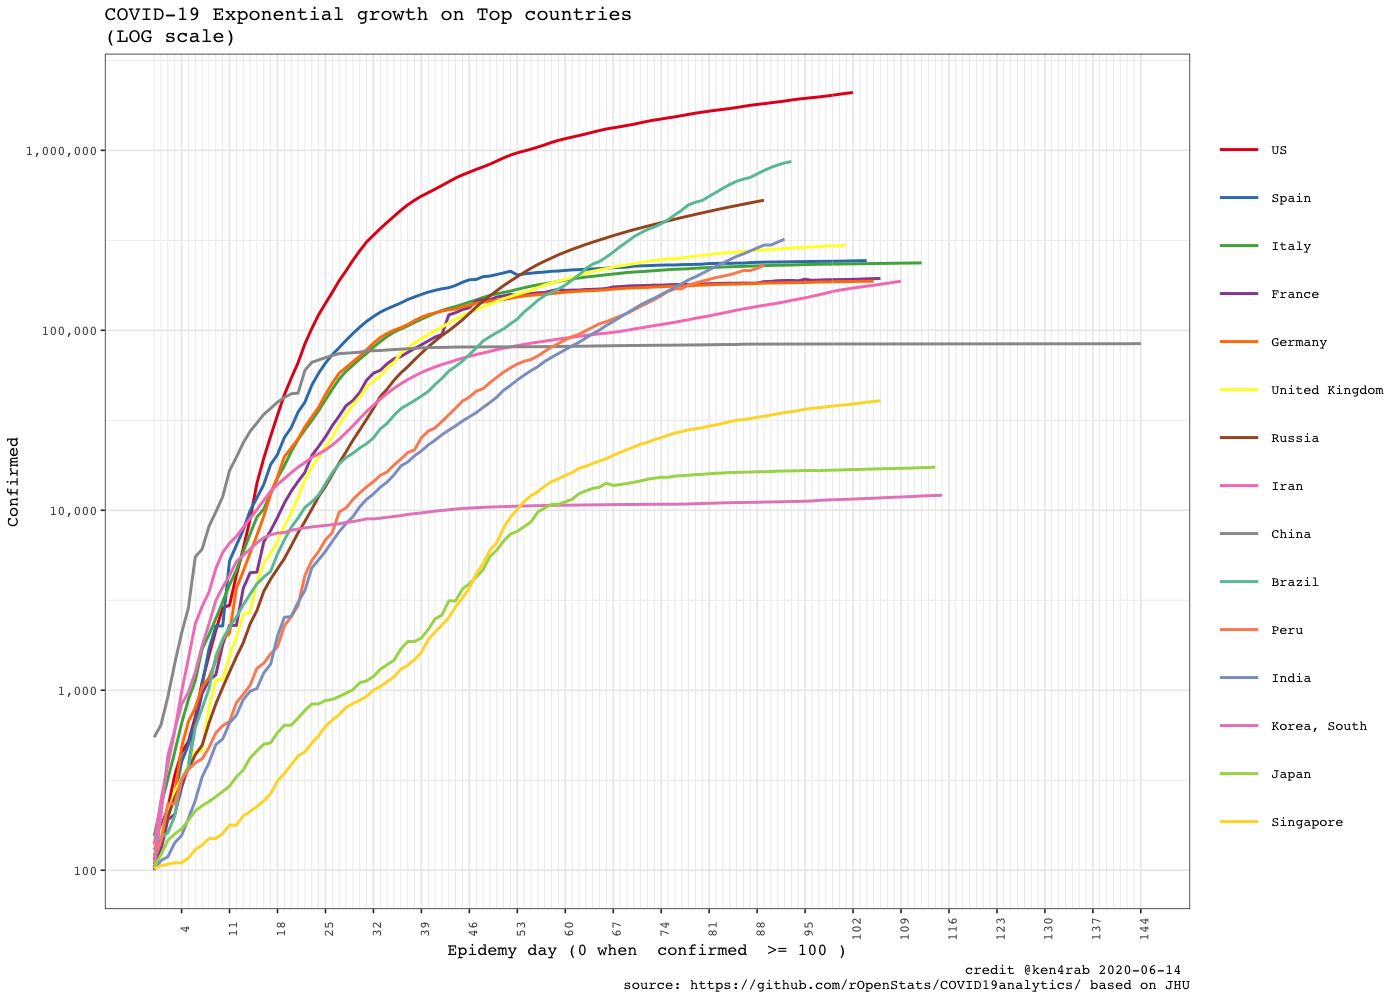 COVID-19 Exponential growth on Top countries
(LOG scale)
Confirmed
1,000,000
100,000
10,000
1,000
100
4 11 18 25 32 39 46 53 60 67 74 81 88 95 102 109 116 123 130 137 144
Epidemy day (0 when confirmed >= 100 )
US
Spain
Italy
France
Germany
United Kingdom
Russia
Iran
China
Brazil
Peru
India
Korea, South
Japan
Singapore
credit @ken4rab 2020-06-14
source: https://github.com/rOpenStats/COVID19analytics/ based on JHU